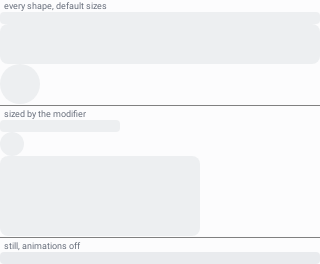 every shape, default sizes
sized by the modifier
still, animations off